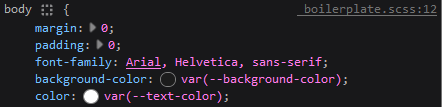 body { _boilerplate.scss:12
margin: 0;
padding: 0;
font-family: Arial, Helvetica, sans-serif;
background-color: var(--background-color);
color: var(--text-color);